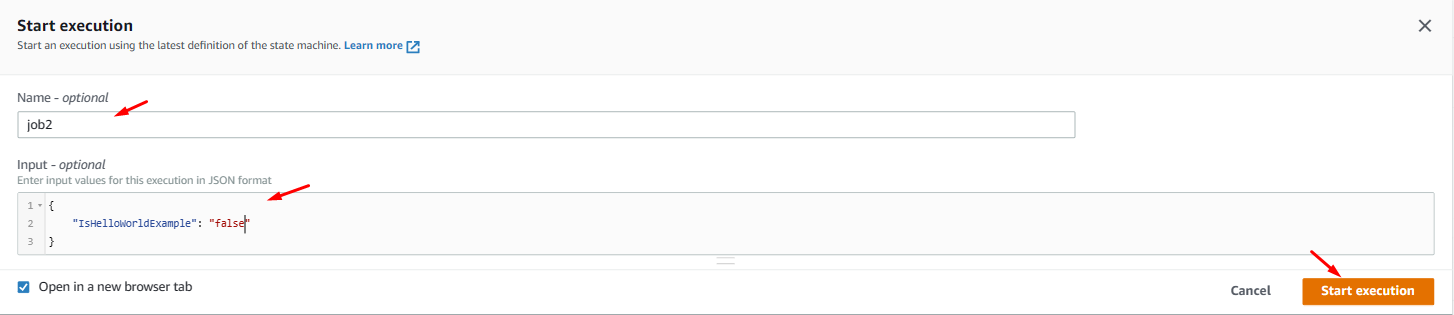 Start execution
Start an execution using the latest definition of the state machine. Learn more
Name - optional
job2
Input - optional
Enter input values for this execution in JSON format
1 {
2 "IsHelloWorldExample": "false"
3 }
Open in a new browser tab
Cancel Start execution